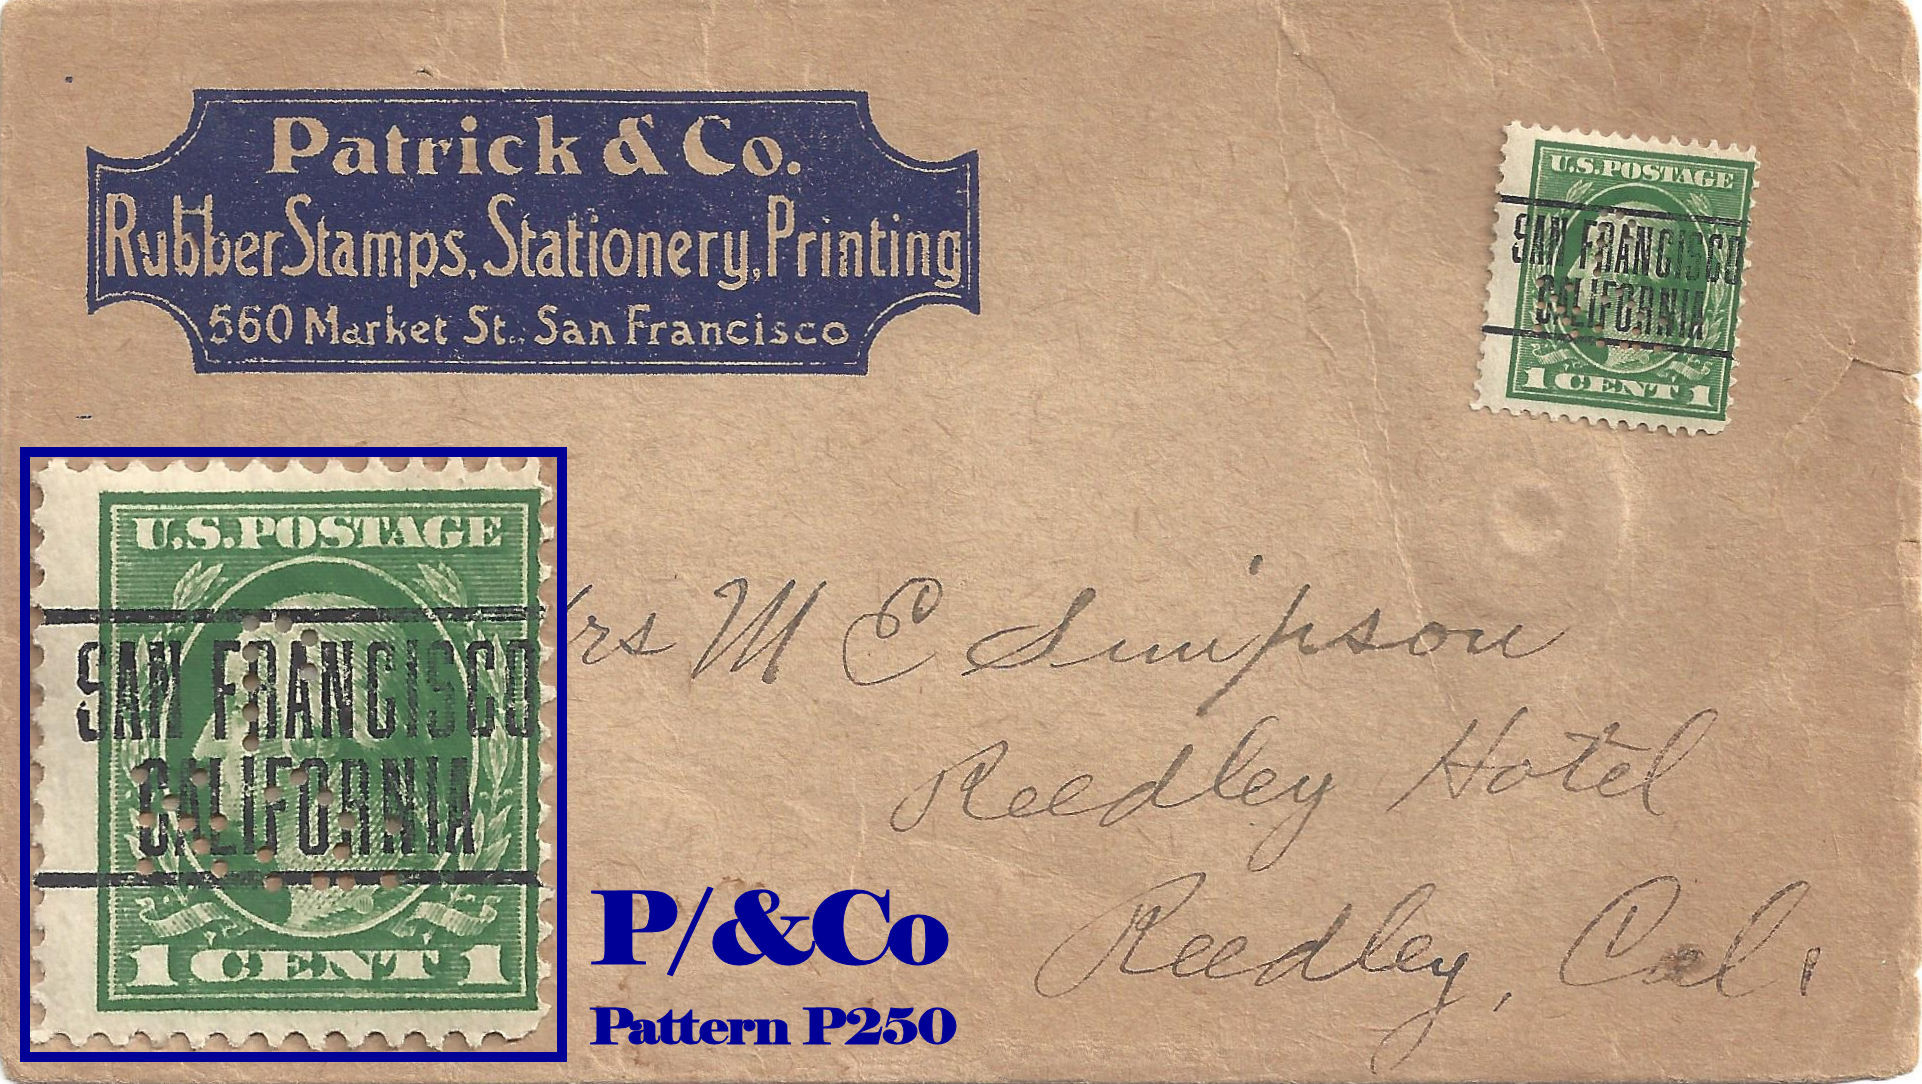 Patrick & Co.
Rubber Stamps, Stationery, Printing
560 Market St. San Francisco
U.S. POSTAGE
SAN FRANCISCO
CALIFORNIA
1 CENT 1
U.S. POSTAGE
SAN FRANCISCO
CALIFORNIA
1 CENT 1
rs M E Simpson
Reedley Hotel
Reedley, Cal.
P/&Co
Pattern P250